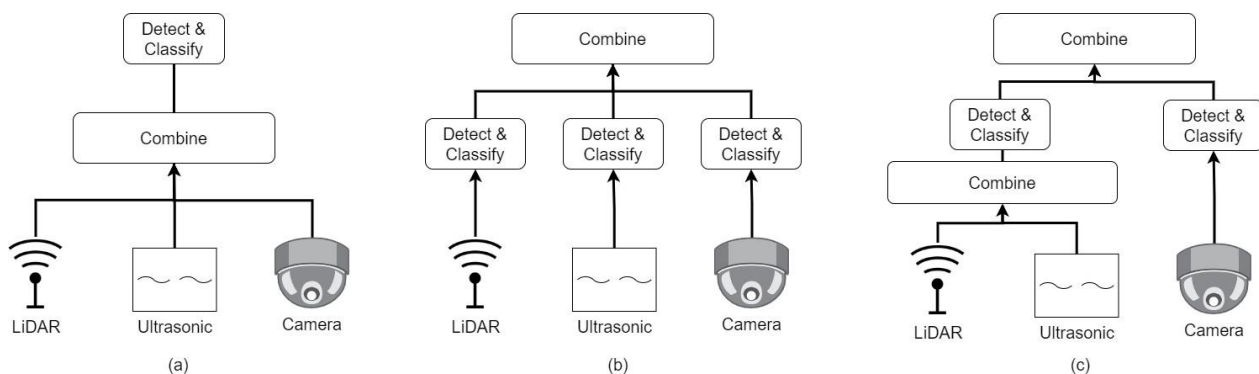 Detect &
Classify
Combine
LiDAR
Ultrasonic
Camera
(a)
Combine
Detect &
Classify
Detect &
Classify
Detect &
Classify
LiDAR
Ultrasonic
Camera
(b)
Combine
Detect &
Classify
Detect &
Classify
Combine
LiDAR
Ultrasonic
Camera
(c)